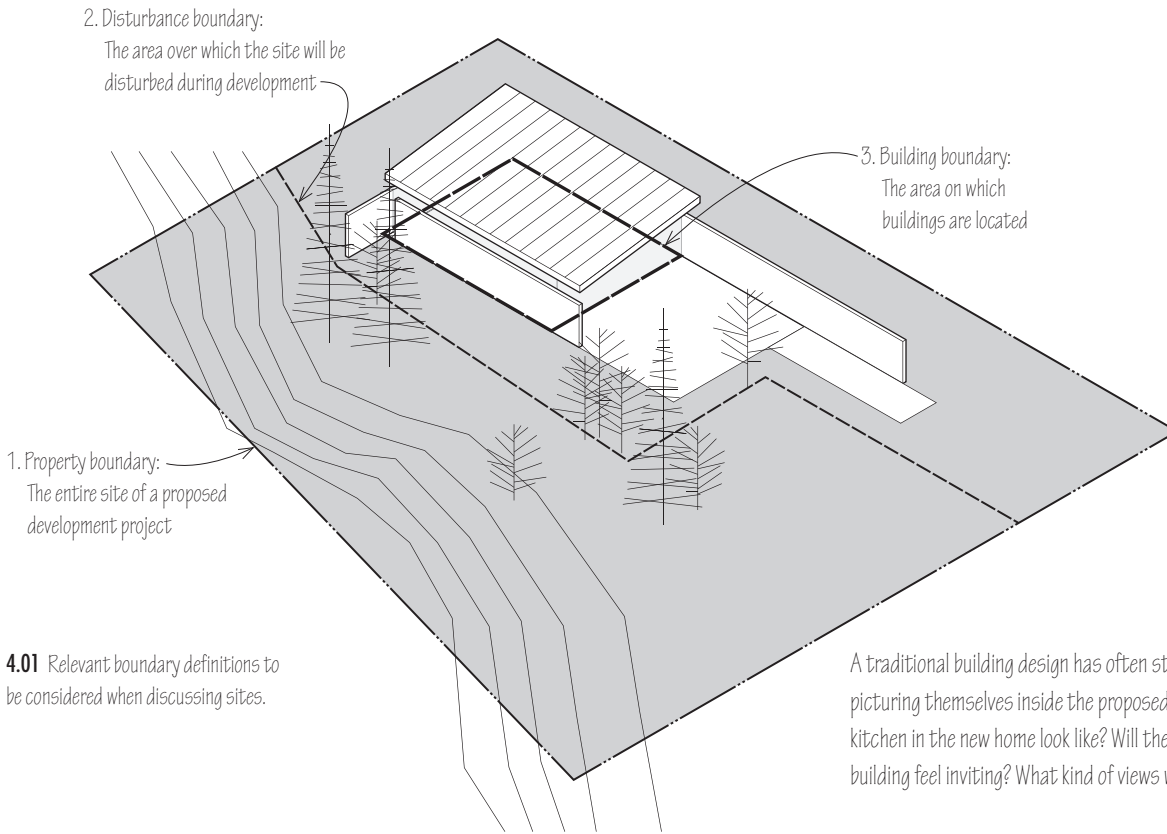 2. Disturbance boundary:
The area over which the site will be
disturbed during development
3. Building boundary:
The area on which
buildings are located
1. Property boundary:
The entire site of a proposed
development project
4.01 Relevant boundary definitions to
be considered when discussing sites.
A traditional building design has often
picturing themselves inside the proposed
kitchen in the new home look like? Will the
building feel inviting? What kind of views